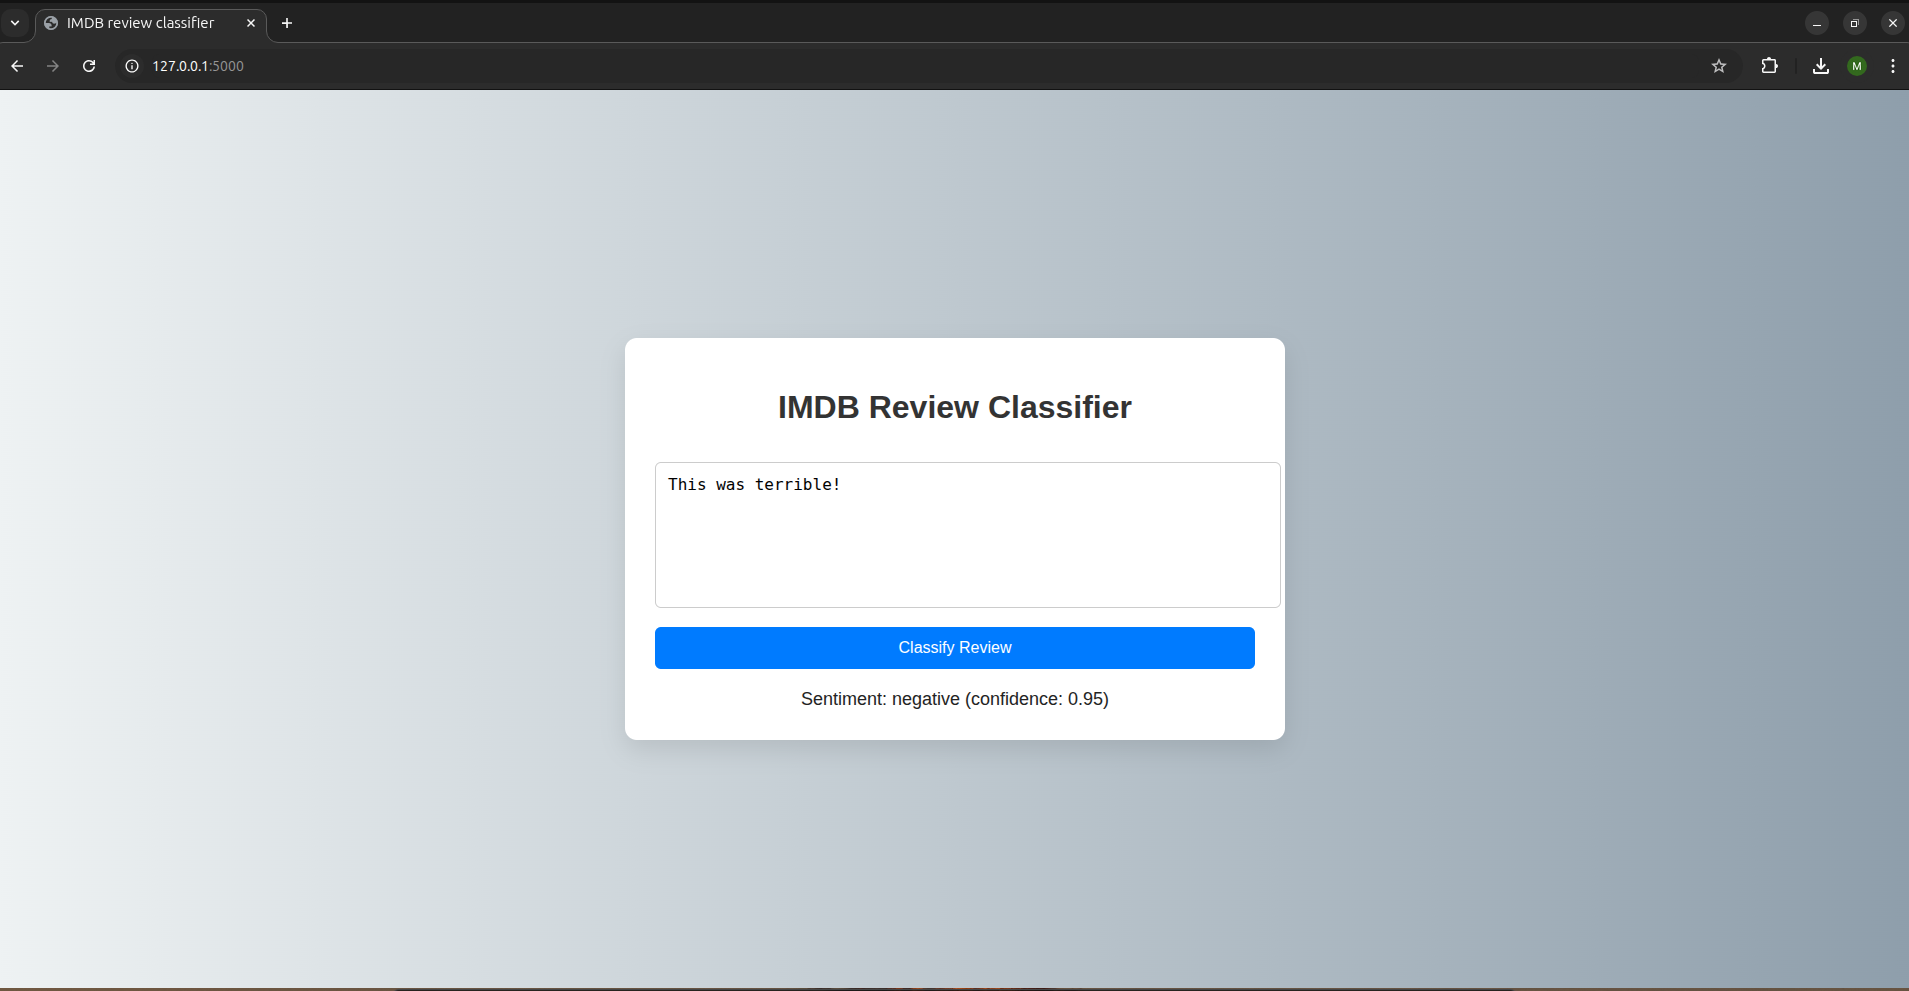 IMDB review classifier
127.0.0.1:5000
M
IMDB Review Classifier
This was terrible!
Classify Review
Sentiment: negative (confidence: 0.95)